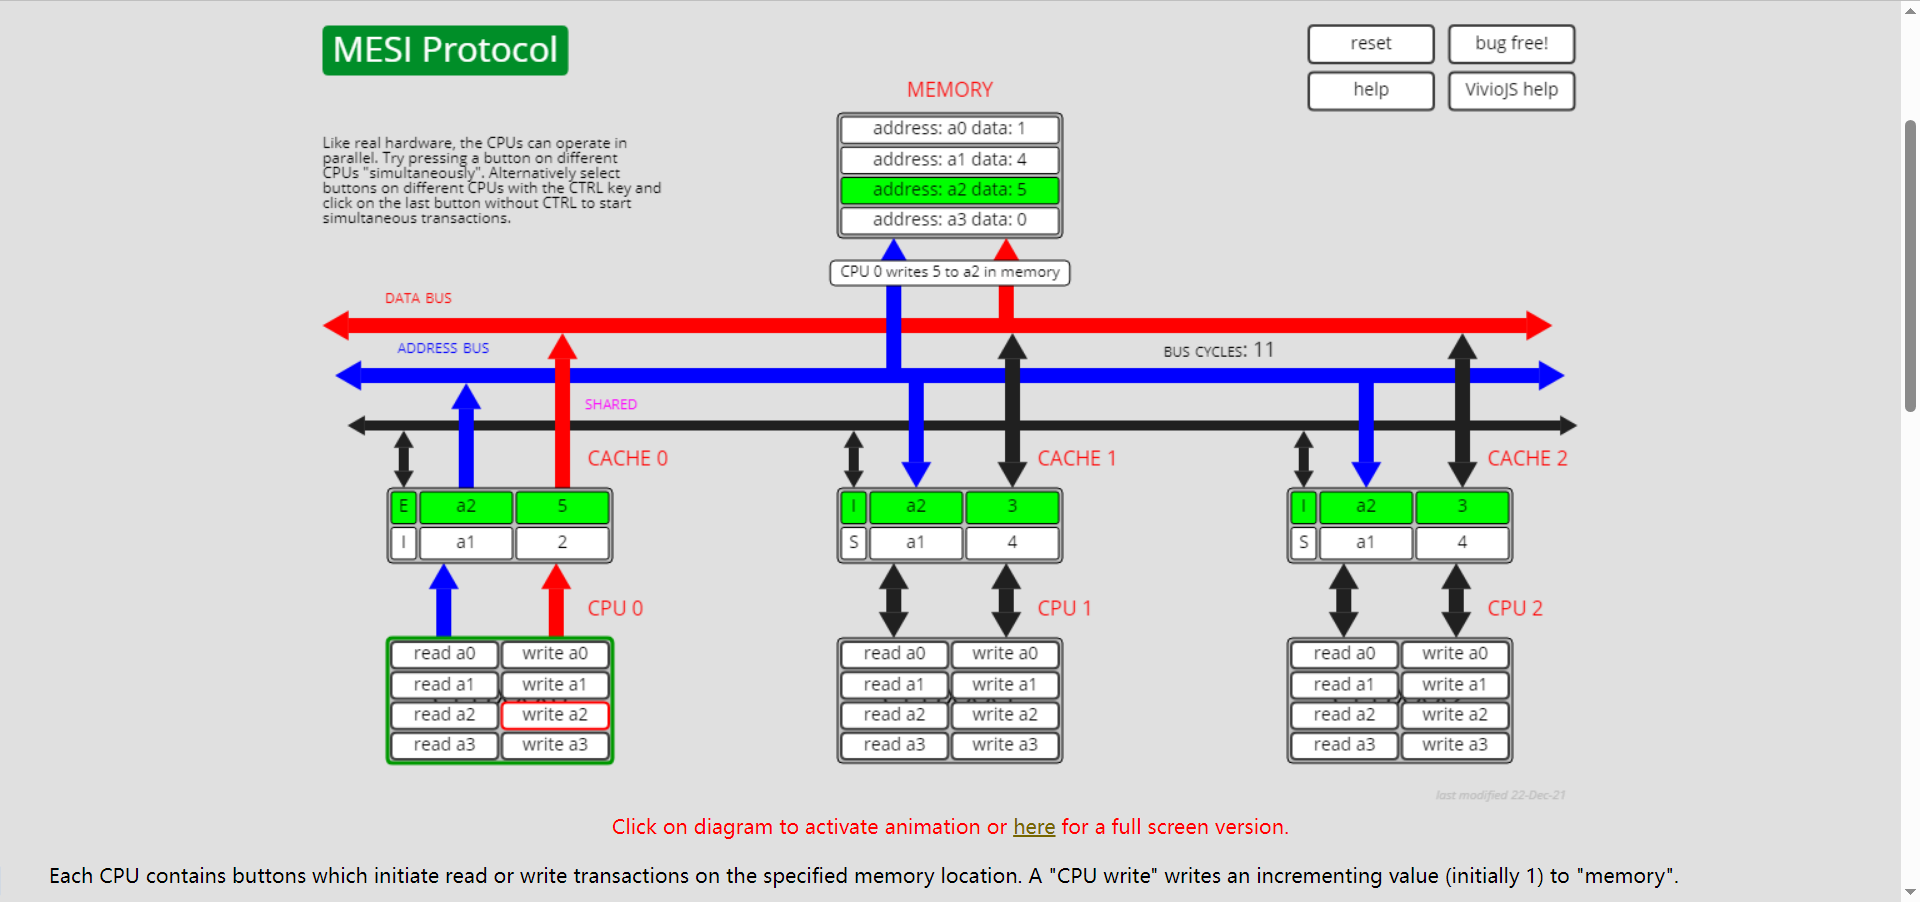 MESI Protocol
reset
bug free!
help
VivioJS help
Like real hardware, the CPUs can operate in
parallel. Try pressing a button on different
CPUs "simultaneously". Alternatively select
buttons on different CPUs with the CTRL key and
click on the last button without CTRL to start
simultaneous transactions.
MEMORY
address: a0 data: 1
address: a1 data: 4
address: a2 data: 5
address: a3 data: 0
CPU 0 writes 5 to a2 in memory
DATA BUS
ADDRESS BUS
BUS CYCLES: 11
SHARED
CACHE 0
E a2 5
I a1 2
CACHE 1
I a2 3
S a1 4
CACHE 2
I a2 3
S a1 4
CPU 0
read a0 write a0
read a1 write a1
read a2 write a2
read a3 write a3
CPU 1
read a0 write a0
read a1 write a1
read a2 write a2
read a3 write a3
CPU 2
read a0 write a0
read a1 write a1
read a2 write a2
read a3 write a3
last modified 22-Dec-21
Click on diagram to activate animation or here for a full screen version.
Each CPU contains buttons which initiate read or write transactions on the specified memory location. A "CPU write" writes an incrementing value (initially 1) to "memory".